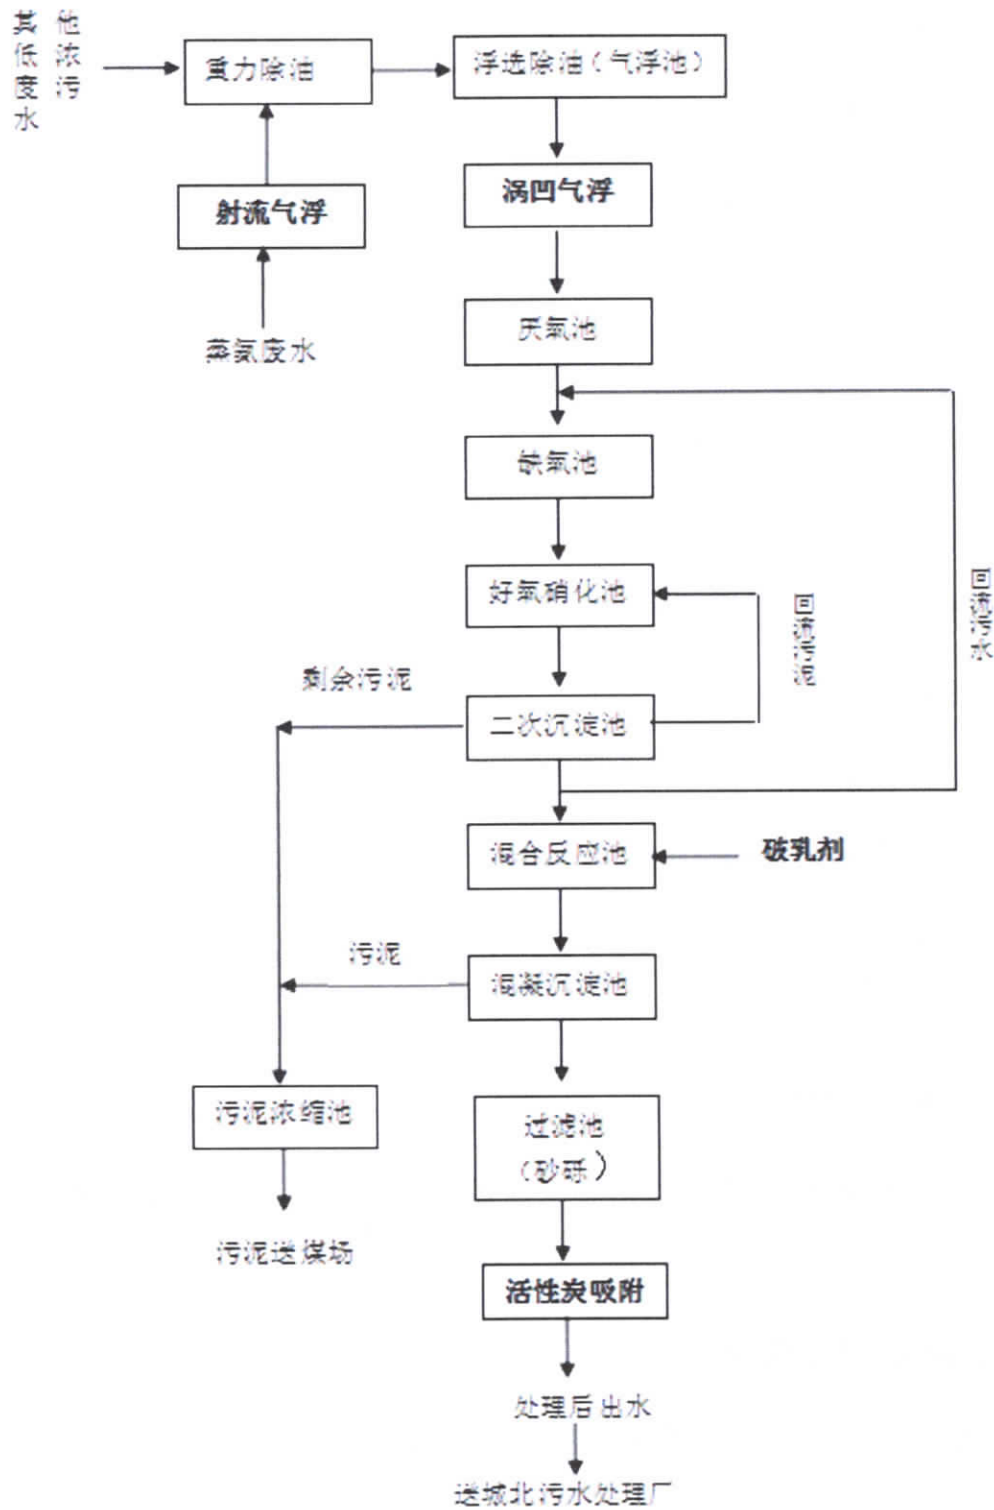 其他
低浓
度污
水
重力除油
浮选除油(气浮池)
射流气浮
涡凹气浮
蒸氨废水
厌氧池
缺氧池
好氧硝化池
回流污泥
回流污水
剩余污泥
二次沉淀池
混合反应池
破乳剂
污泥
混凝沉淀池
污泥浓缩池
过滤池
(砂砾)
污泥送煤场
活性炭吸附
处理后出水
送城北污水处理厂